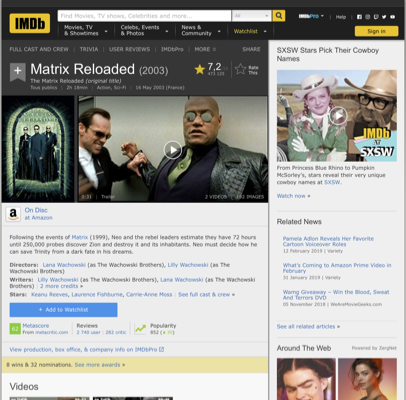 IMDb
Find Movies, TV shows, Celebrities and more...
All
IMDbPro
Help
Movies, TV & Showtimes
Celebs, Events & Photos
News & Community
Watchlist
Sign in
FULL CAST AND CREW | TRIVIA | USER REVIEWS | IMDbPro | MORE
SHARE
Matrix Reloaded (2003)
The Matrix Reloaded (original title)
Tous publics | 2h 18min | Action, Sci-Fi | 16 May 2003 (France)
7,2
Rate This
0:31 | Trailer
2 VIDEOS
IMAGES
On Disc
at Amazon
Following the events of Matrix (1999), Neo and the rebel leaders estimate they have 72 hours
until 250,000 probes discover Zion and destroy it and its inhabitants. Neo must decide how he
can save Trinity from a dark fate in his dreams.
Directors: Lana Wachowski (as The Wachowski Brothers), Lilly Wachowski (as The
Wachowski Brothers)
Writers: Lilly Wachowski (as The Wachowski Brothers), Lana Wachowski (as The Wachowski
Brothers) | 2 more credits »
Stars: Keanu Reeves, Laurence Fishburne, Carrie-Anne Moss | See full cast & crew »
+ Add to Watchlist
62
Metascore
From metacritic.com
Reviews
2 740 user | 282 critic
Popularity
View production, box office, & company info on IMDbPro
8 wins & 32 nominations. See more awards »
Videos
SXSW Stars Pick Their Cowboy
Names
IMDb
AT
SXSW
From Princess Blue Rhino to Pumpkin
McSorley's, stars reveal their very unique
cowboy names at SXSW.
Watch now »
Related News
Pamela Adlon Reveals Her Favorite
Cartoon Voiceover Roles
12 February 2019 | Variety
What's Coming to Amazon Prime Video in
February
31 January 2019 | Variety
Wamg Giveaway – Win the Blood, Sweat
And Terrors DVD
05 November 2018 | WeAreMovieGeeks.com
See all related articles »
Around The Web
Powered by ZergNet